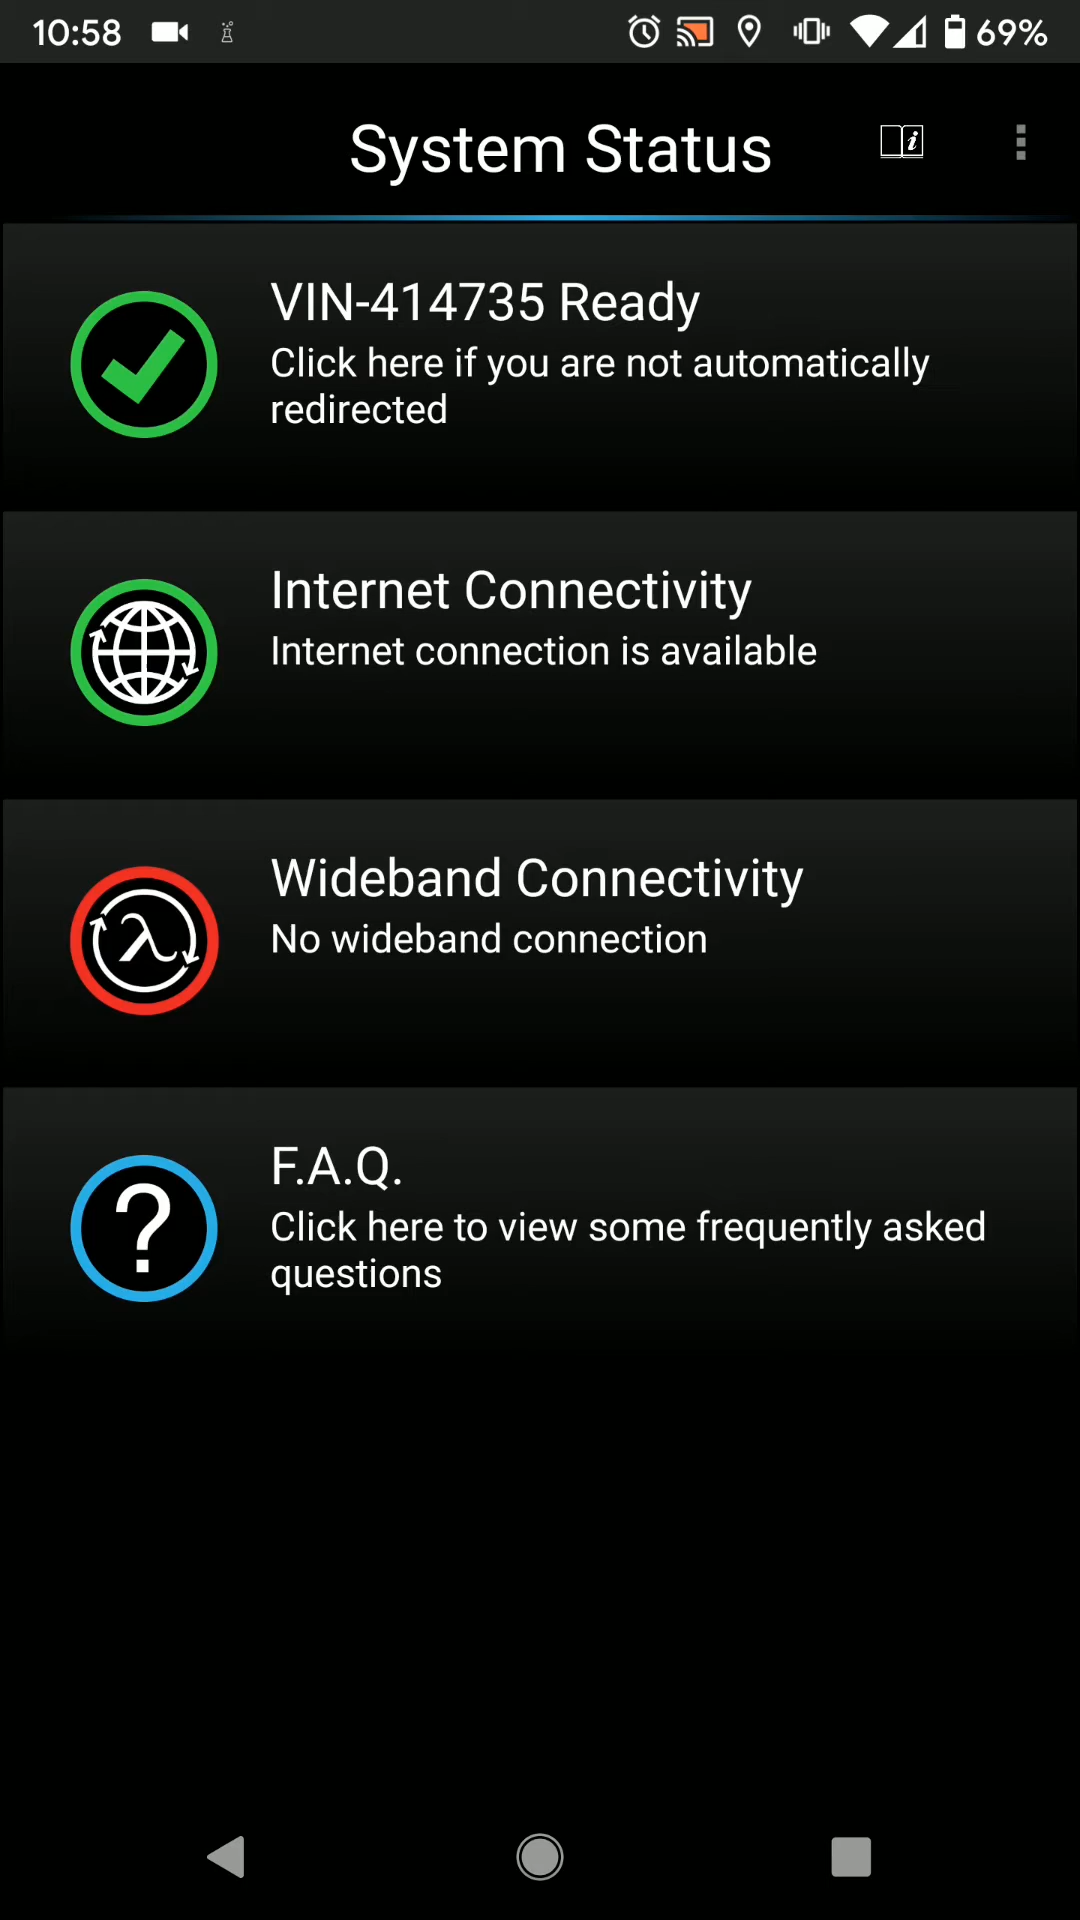 10:58
69%
System Status
VIN-414735 Ready
Click here if you are not automatically
redirected
Internet Connectivity
Internet connection is available
Wideband Connectivity
No wideband connection
F.A.Q.
Click here to view some frequently asked
questions